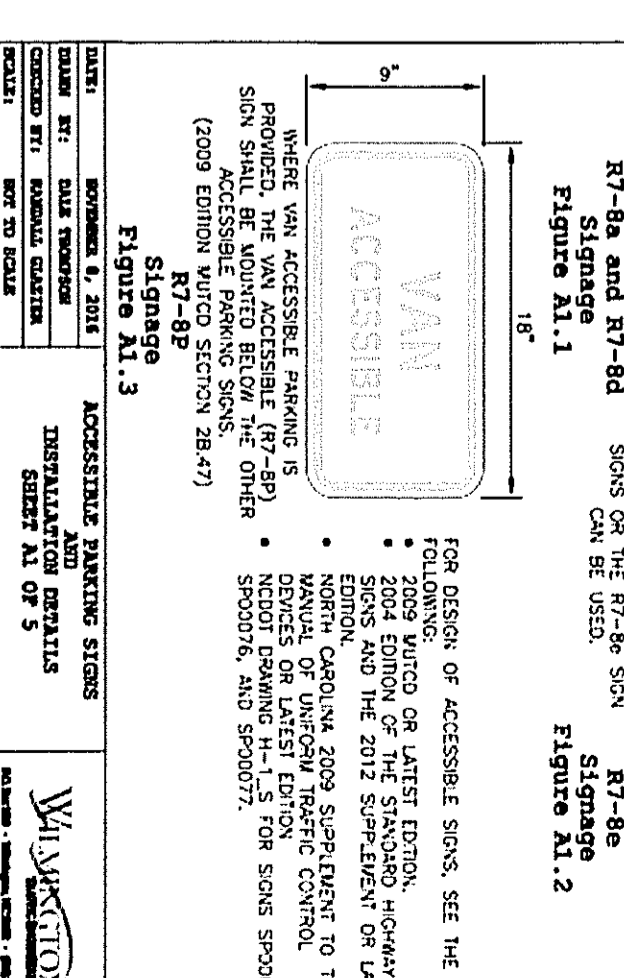 R7-8a and R7-8d
Signage
Figure A1.1
SIGNS OR THE R7-8e SIGN
CAN BE USED.
R7-8e
Signage
Figure A1.2
18"
9"
VAN
ACCESSIBLE
WHERE VAN ACCESSIBLE PARKING IS
PROVIDED, THE VAN ACCESSIBLE (R7-8P)
SIGN SHALL BE MOUNTED BELOW THE OTHER
ACCESSIBLE PARKING SIGNS.
(2009 EDITION MUTCD SECTION 2B.47)
R7-8P
Signage
Figure A1.3
FOR DESIGN OF ACCESSIBLE SIGNS, SEE THE
FOLLOWING:
• 2009 MUTCD OR LATEST EDITION.
• 2004 EDITION OF THE STANDARD HIGHWAY
SIGNS AND THE 2012 SUPPLEMENT OR LA
EDITION.
• NORTH CAROLINA 2009 SUPPLEMENT TO T
MANUAL OF UNIFORM TRAFFIC CONTROL
DEVICES OR LATEST EDITION
• NCDOT DRAWING H-1_S FOR SIGNS SP00
SP00076, AND SP00077.
DATE: NOVEMBER 8, 2016
DRAWN BY: DALE THOMPSON
CHECKED BY: RANDALL GLAZIER
SCALE: NOT TO SCALE
ACCESSIBLE PARKING SIGNS
AND
INSTALLATION DETAILS
SHEET A1 OF 5
WILMINGTO